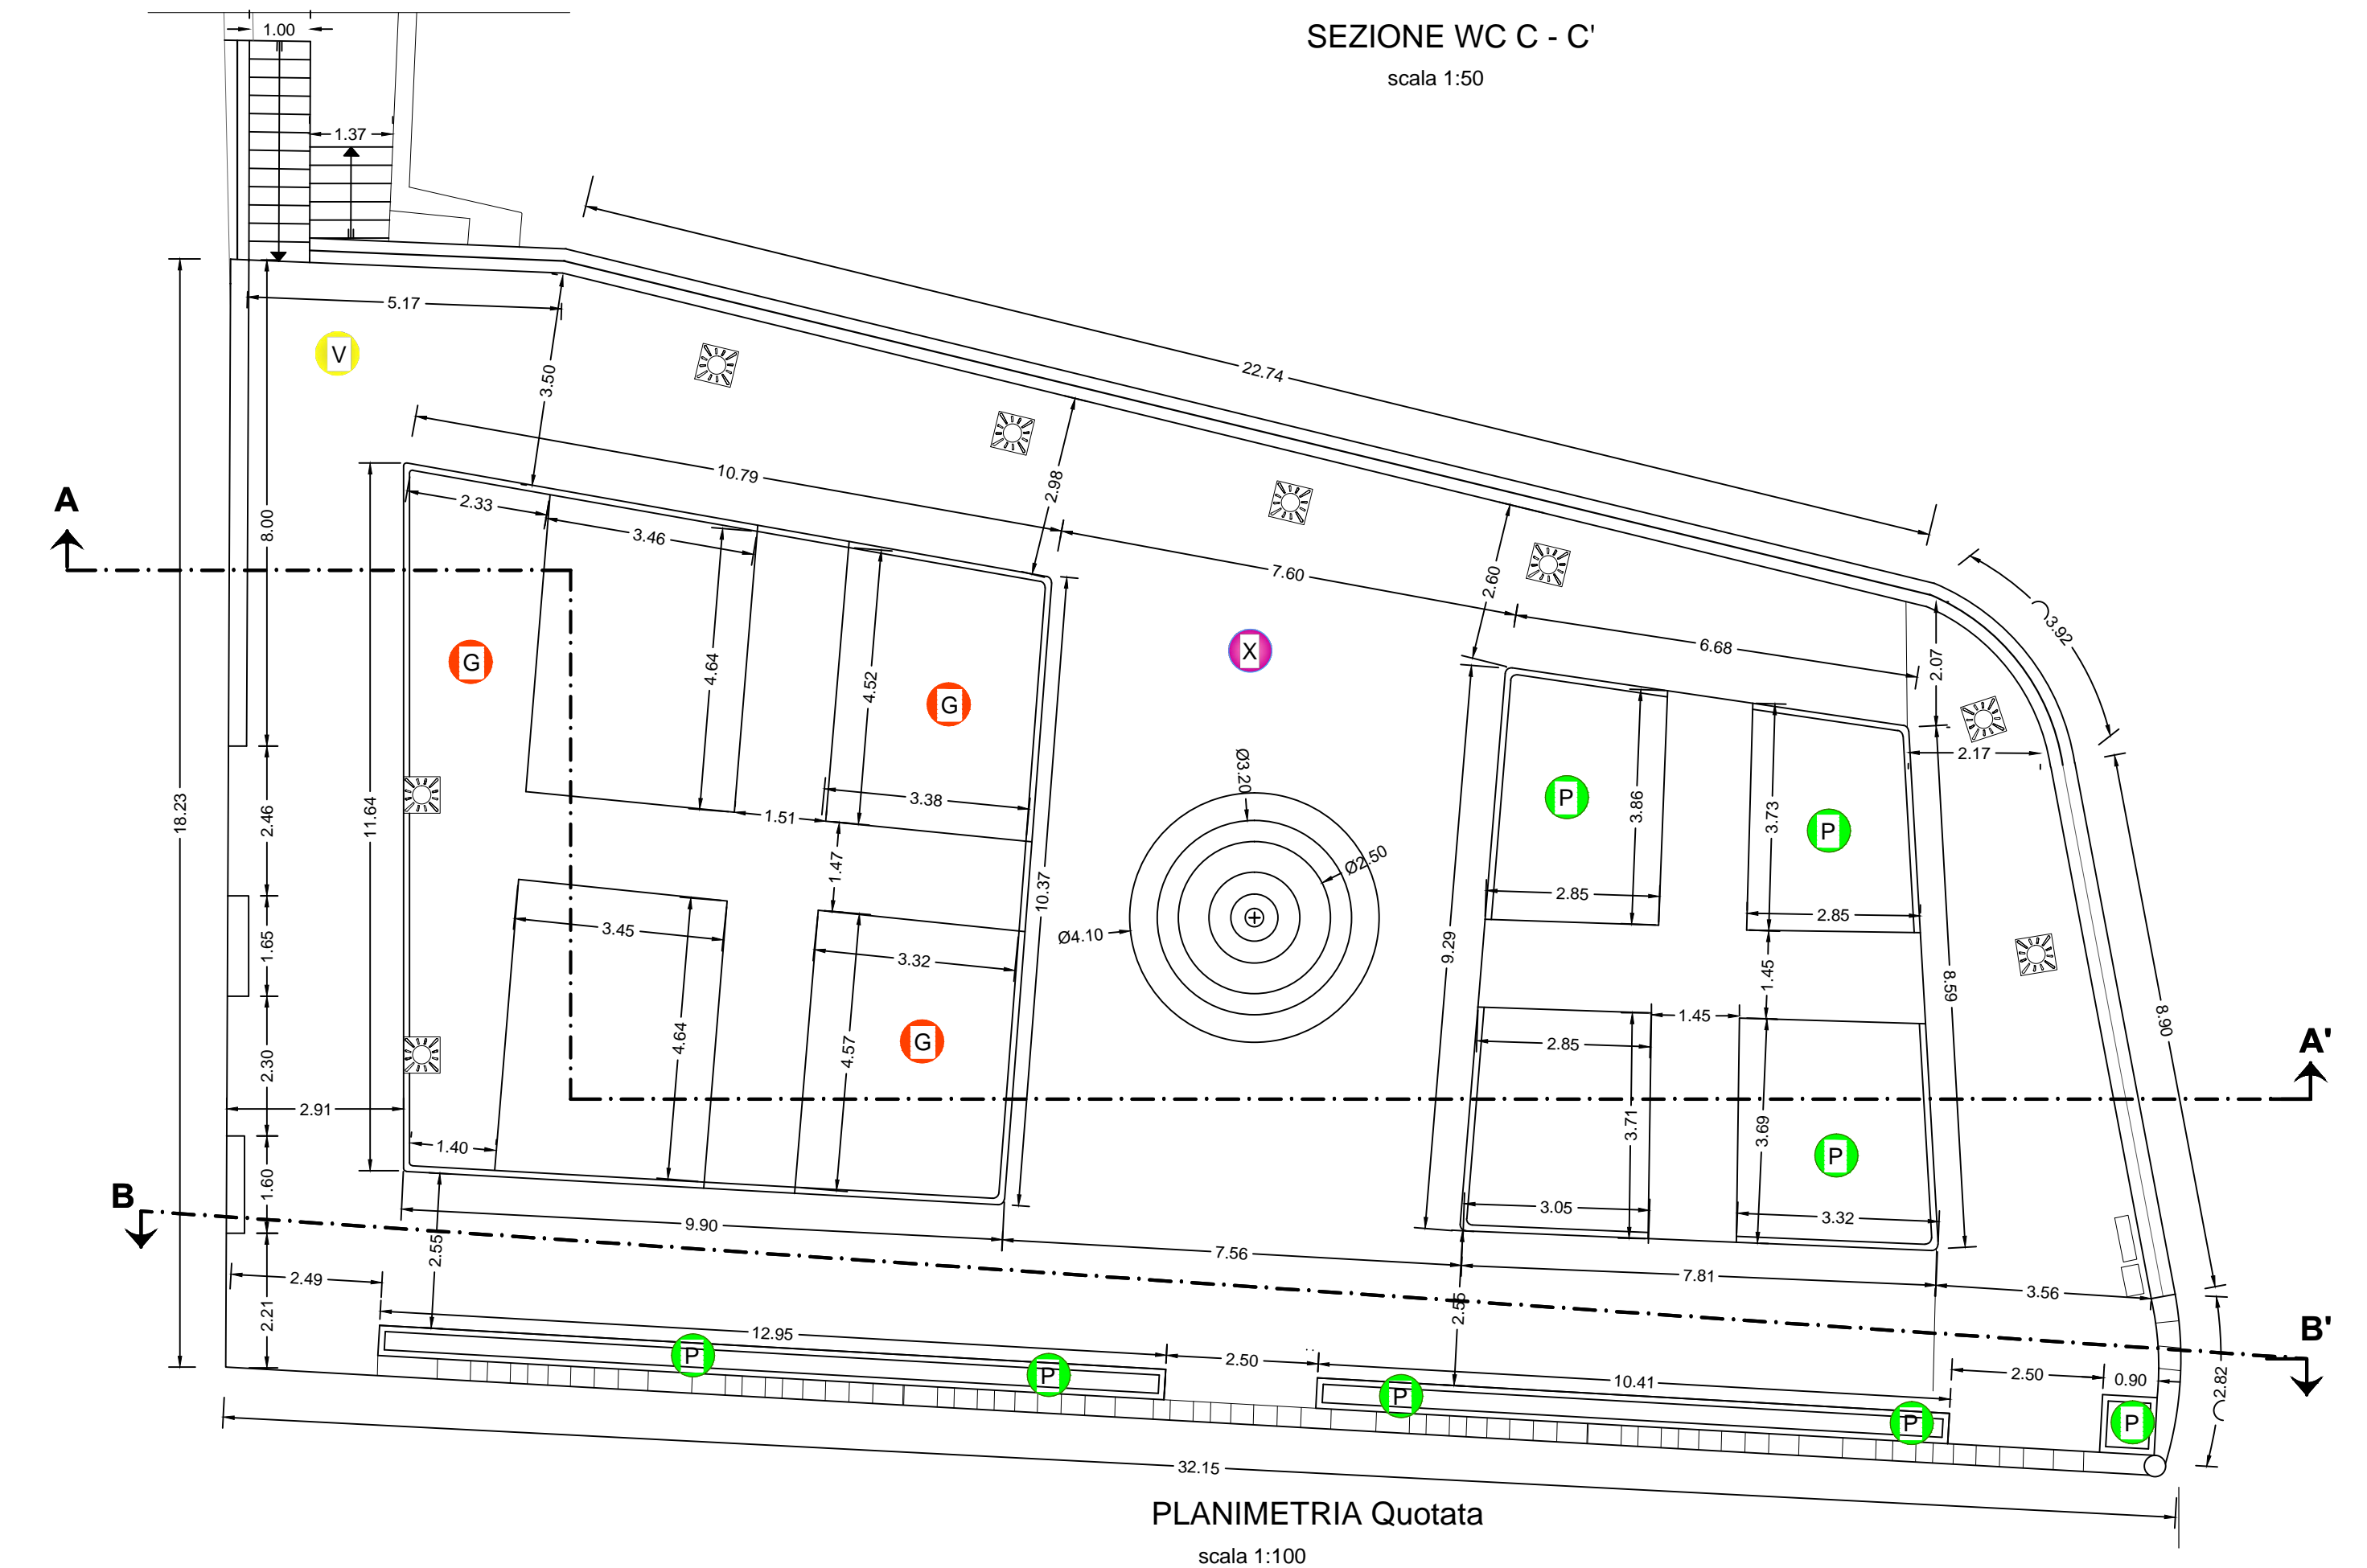 1.00
SEZIONE WC C - C'
scala 1:50
1.37
5.17
V
3.50
22.74
10.79
2.98
A
2.33
3.46
8.00
7.60
2.60
3.92
6.68
2.07
G
4.64
4.52
G
X
2.17
Ø3.20
P
3.86
3.73
P
18.23
11.64
2.46
3.38
1.51
1.47
10.37
Ø2.50
2.85
2.85
3.45
1.65
Ø4.10
3.32
9.29
1.45
8.59
8.90
4.64
4.57
G
2.30
2.85
1.45
A'
2.91
3.71
3.69
P
1.40
B
1.60
3.05
3.32
9.90
2.55
7.56
7.81
2.49
2.21
2.55
3.56
B'
12.95
2.50
10.41
2.50
0.90
2.82
P
P
P
P
P
32.15
PLANIMETRIA Quotata
scala 1:100